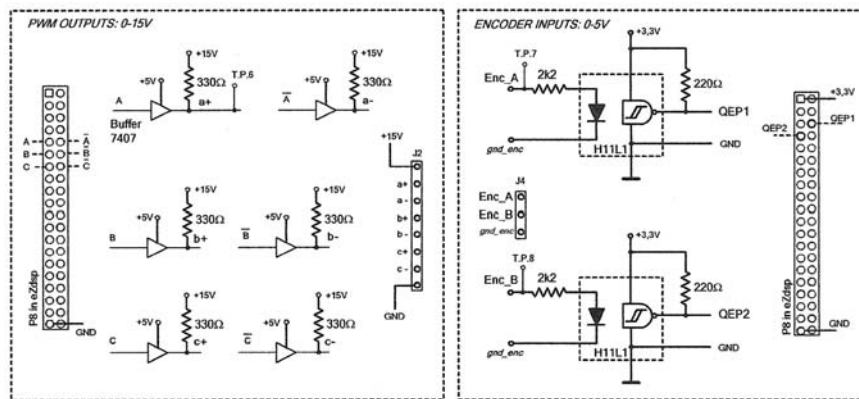 PWM OUTPUTS: 0-15V
+15V
+5V
330Ω
T.P.6
A
a+
Buffer
7407
+15V
+5V
330Ω
A̅
a-
A
A̅
B
B̅
C
C̅
P8 in eZdsp
GND
+15V
J2
a+
a-
b+
b-
c+
c-
GND
+15V
+5V
330Ω
B
b+
+15V
+5V
330Ω
B̅
b-
+15V
+5V
330Ω
C
c+
+15V
+5V
330Ω
C̅
c-
ENCODER INPUTS: 0-5V
+3,3V
T.P.7
Enc_A
2k2
220Ω
QEP1
GND
gnd_enc
H11L1
J4
Enc_A
Enc_B
gnd_enc
+3,3V
T.P.8
Enc_B
2k2
220Ω
QEP2
GND
gnd_enc
H11L1
+3,3V
QEP1
QEP2
P8 in eZdsp
GND